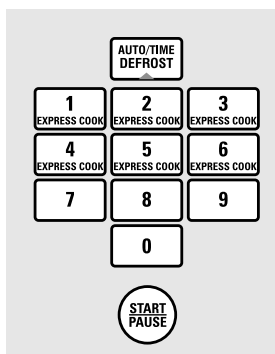 AUTO/TIME
DEFROST
1 2 3
EXPRESS COOK EXPRESS COOK EXPRESS COOK
4 5 6
EXPRESS COOK EXPRESS COOK EXPRESS COOK
7 8 9
0
START
PAUSE